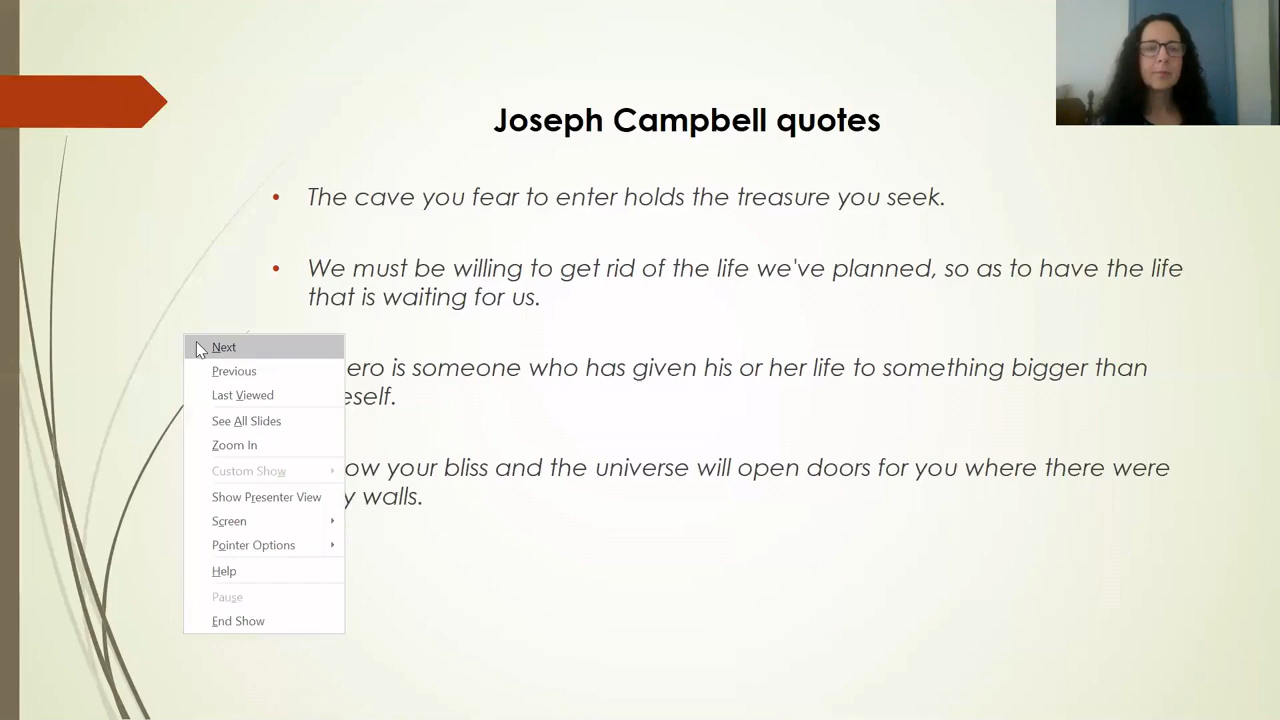 Joseph Campbell quotes
• The cave you fear to enter holds the treasure you seek.
• We must be willing to get rid of the life we've planned, so as to have the life
that is waiting for us.
ero is someone who has given his or her life to something bigger than
eself.
ow your bliss and the universe will open doors for you where there were
y walls.
Next
Previous
Last Viewed
See All Slides
Zoom In
Custom Show
Show Presenter View
Screen
Pointer Options
Help
Pause
End Show